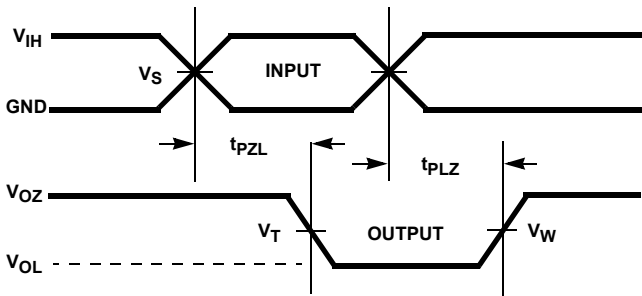 V_IH
V_S
INPUT
GND
t_PZL
t_PLZ
V_OZ
V_T
OUTPUT
V_W
V_OL